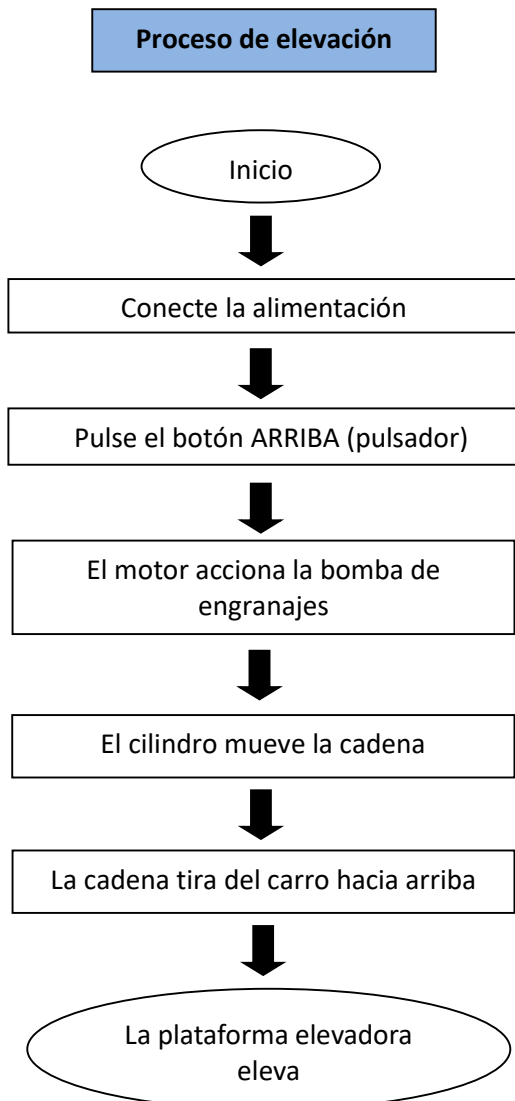 Proceso de elevación
Inicio
Conecte la alimentación
Pulse el botón ARRIBA (pulsador)
El motor acciona la bomba de
engranajes
El cilindro mueve la cadena
La cadena tira del carro hacia arriba
La plataforma elevadora
eleva